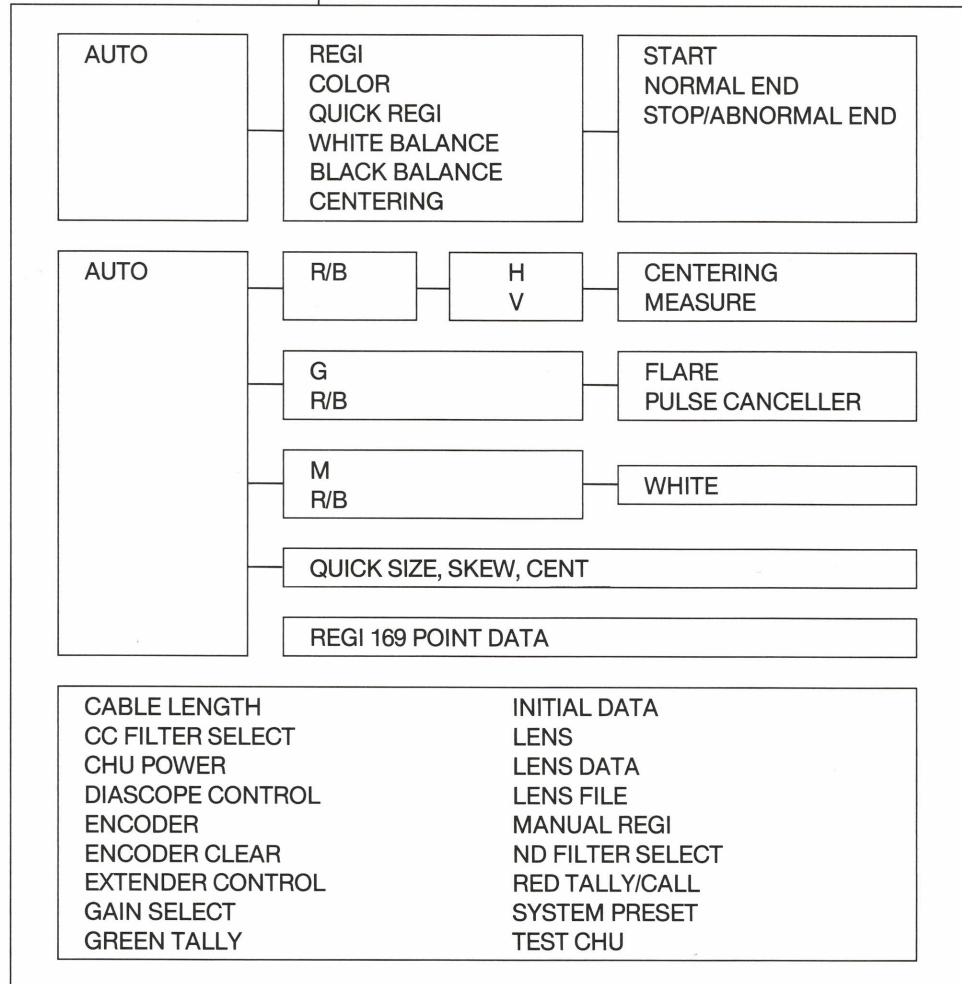 AUTO
REGI
COLOR
QUICK REGI
WHITE BALANCE
BLACK BALANCE
CENTERING
START
NORMAL END
STOP/ABNORMAL END
AUTO
R/B
H
V
CENTERING
MEASURE
G
R/B
FLARE
PULSE CANCELLER
M
R/B
WHITE
QUICK SIZE, SKEW, CENT
REGI 169 POINT DATA
CABLE LENGTH
CC FILTER SELECT
CHU POWER
DIASCOPE CONTROL
ENCODER
ENCODER CLEAR
EXTENDER CONTROL
GAIN SELECT
GREEN TALLY
INITIAL DATA
LENS
LENS DATA
LENS FILE
MANUAL REGI
ND FILTER SELECT
RED TALLY/CALL
SYSTEM PRESET
TEST CHU